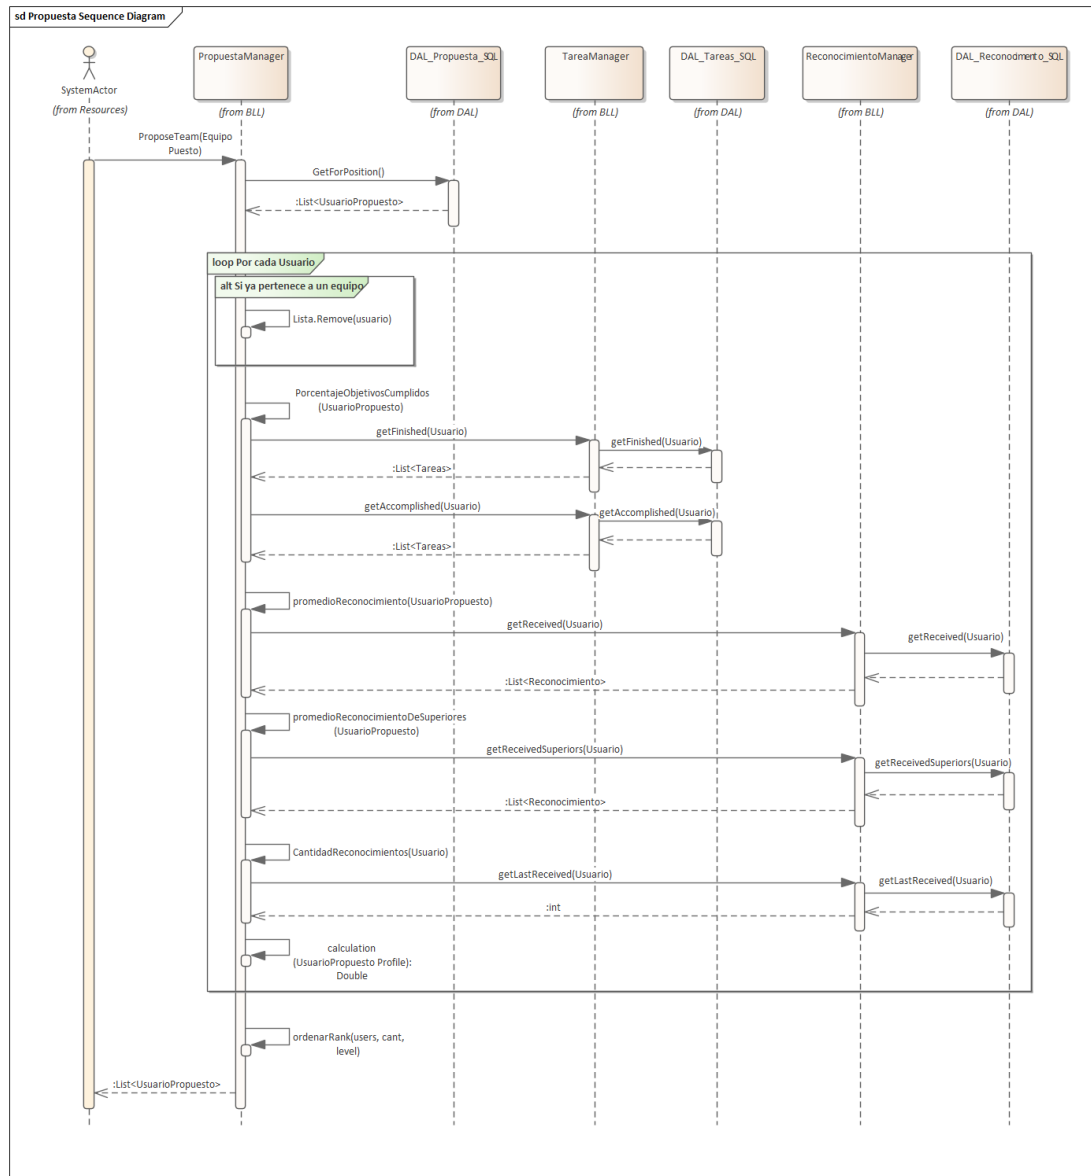 sd Propuesta Sequence Diagram
SystemActor
(from Resources)
PropuestaManager
(from BLL)
DAL_Propuesta_SQL
(from DAL)
TareaManager
(from BLL)
DAL_Tareas_SQL
(from DAL)
ReconocimientoManager
(from BLL)
DAL_Reconocimiento_SQL
(from DAL)
ProposeTeam(Equipo
Puesto)
GetForPosition()
:List<UsuarioPropuesto>
loop Por cada Usuario
alt Si ya pertenece a un equipo
Lista.Remove(usuario)
PorcentajeObjetivosCumplidos
(UsuarioPropuesto)
getFinished(Usuario)
getFinished(Usuario)
:List<Tareas>
getAccomplished(Usuario)
getAccomplished(Usuario)
:List<Tareas>
promedioReconocimiento(UsuarioPropuesto)
getReceived(Usuario)
getReceived(Usuario)
:List<Reconocimiento>
promedioReconocimientoDeSuperiores
(UsuarioPropuesto)
getReceivedSuperiors(Usuario)
getReceivedSuperiors(Usuario)
:List<Reconocimiento>
CantidadReconocimientos(Usuario)
getLastReceived(Usuario)
getLastReceived(Usuario)
:int
calculation
(UsuarioPropuesto Profile):
Double
ordenarRank(users, cant,
level)
:List<UsuarioPropuesto>